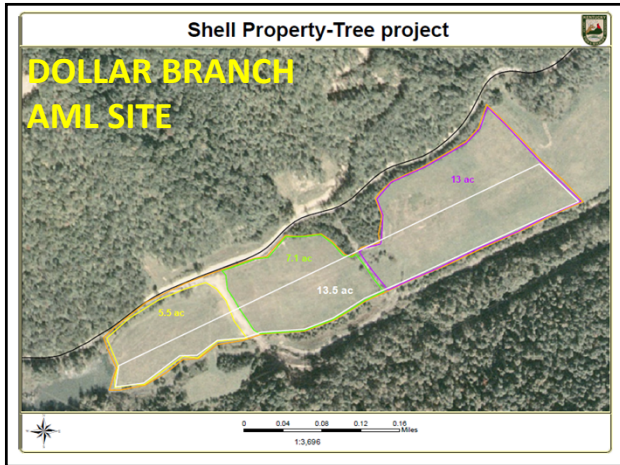 Shell Property-Tree project
KENTUCKY
DOLLAR BRANCH
AML SITE
13 ac
7.1 ac
13.5 ac
5.5 ac
0 0.04 0.08 0.12 0.16
Miles
1:3,696